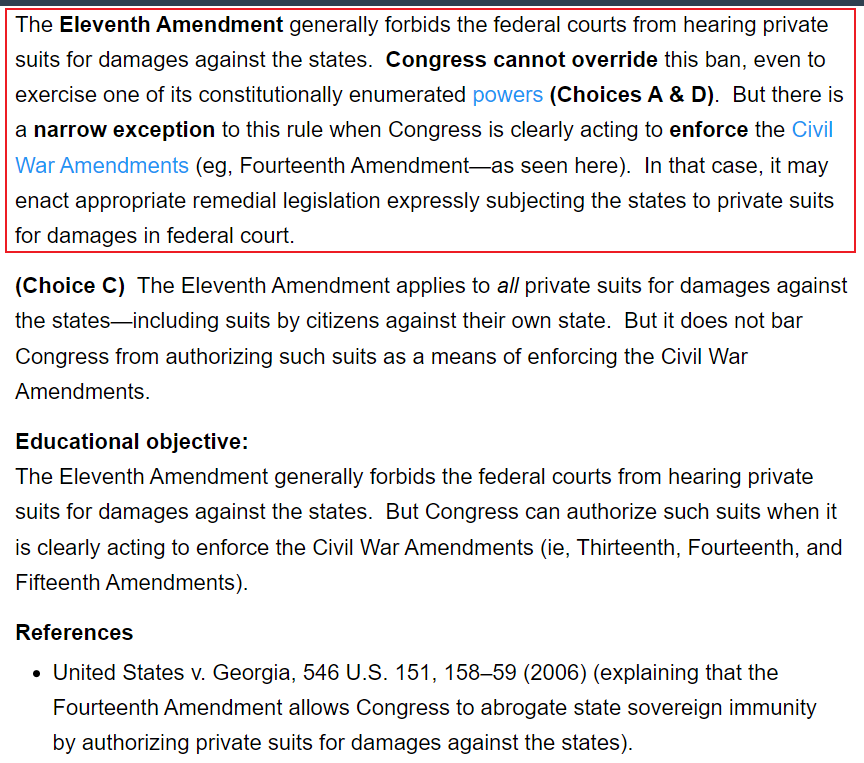 The Eleventh Amendment generally forbids the federal courts from hearing private
suits for damages against the states.  Congress cannot override this ban, even to
exercise one of its constitutionally enumerated powers (Choices A & D).  But there is
a narrow exception to this rule when Congress is clearly acting to enforce the Civil
War Amendments (eg, Fourteenth Amendment—as seen here).  In that case, it may
enact appropriate remedial legislation expressly subjecting the states to private suits
for damages in federal court.
(Choice C)  The Eleventh Amendment applies to all private suits for damages against
the states—including suits by citizens against their own state.  But it does not bar
Congress from authorizing such suits as a means of enforcing the Civil War
Amendments.
Educational objective:
The Eleventh Amendment generally forbids the federal courts from hearing private
suits for damages against the states.  But Congress can authorize such suits when it
is clearly acting to enforce the Civil War Amendments (ie, Thirteenth, Fourteenth, and
Fifteenth Amendments).
References
• United States v. Georgia, 546 U.S. 151, 158–59 (2006) (explaining that the
Fourteenth Amendment allows Congress to abrogate state sovereign immunity
by authorizing private suits for damages against the states).